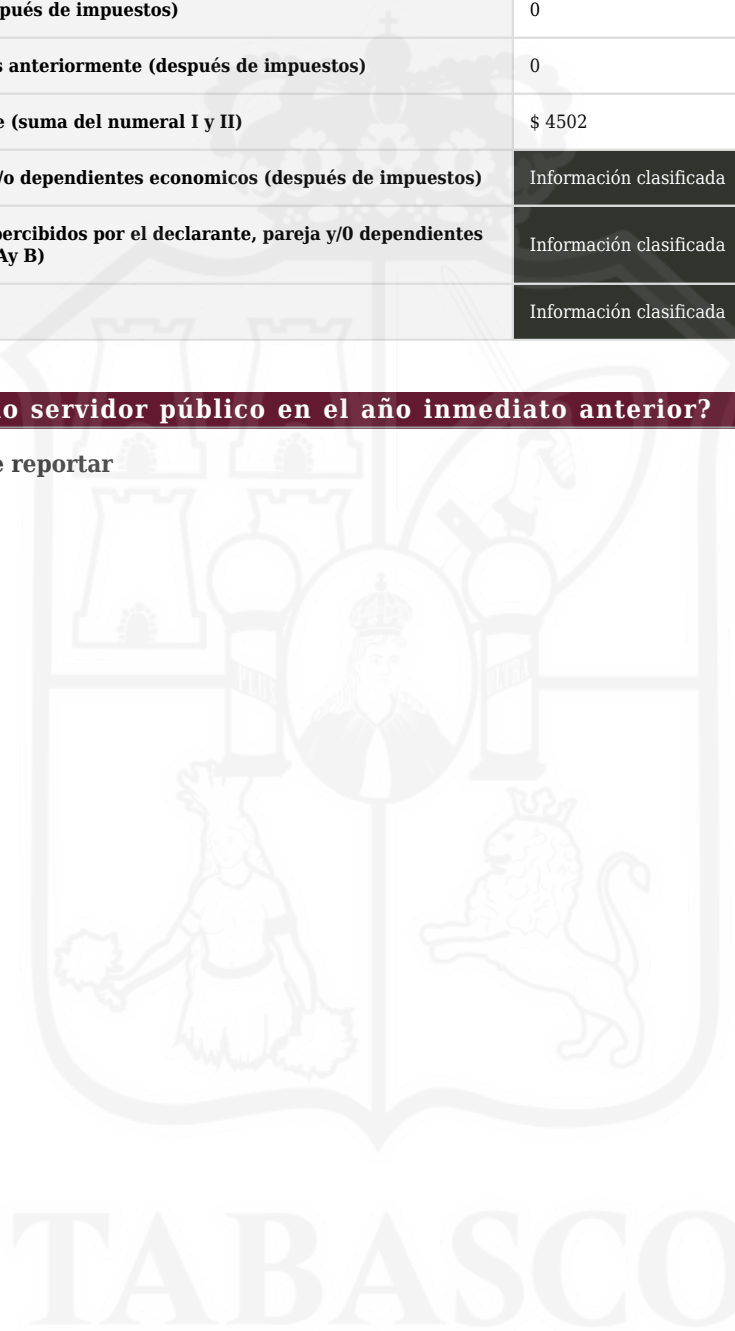 pués de impuestos)
0
s anteriormente (después de impuestos)
0
e (suma del numeral I y II)
$ 4502
/o dependientes economicos (después de impuestos)
Información clasificada
percibidos por el declarante, pareja y/0 dependientes
Ay B)
Información clasificada
Información clasificada
o servidor público en el año inmediato anterior?
e reportar
PLUS
ULTRA
TABASCO